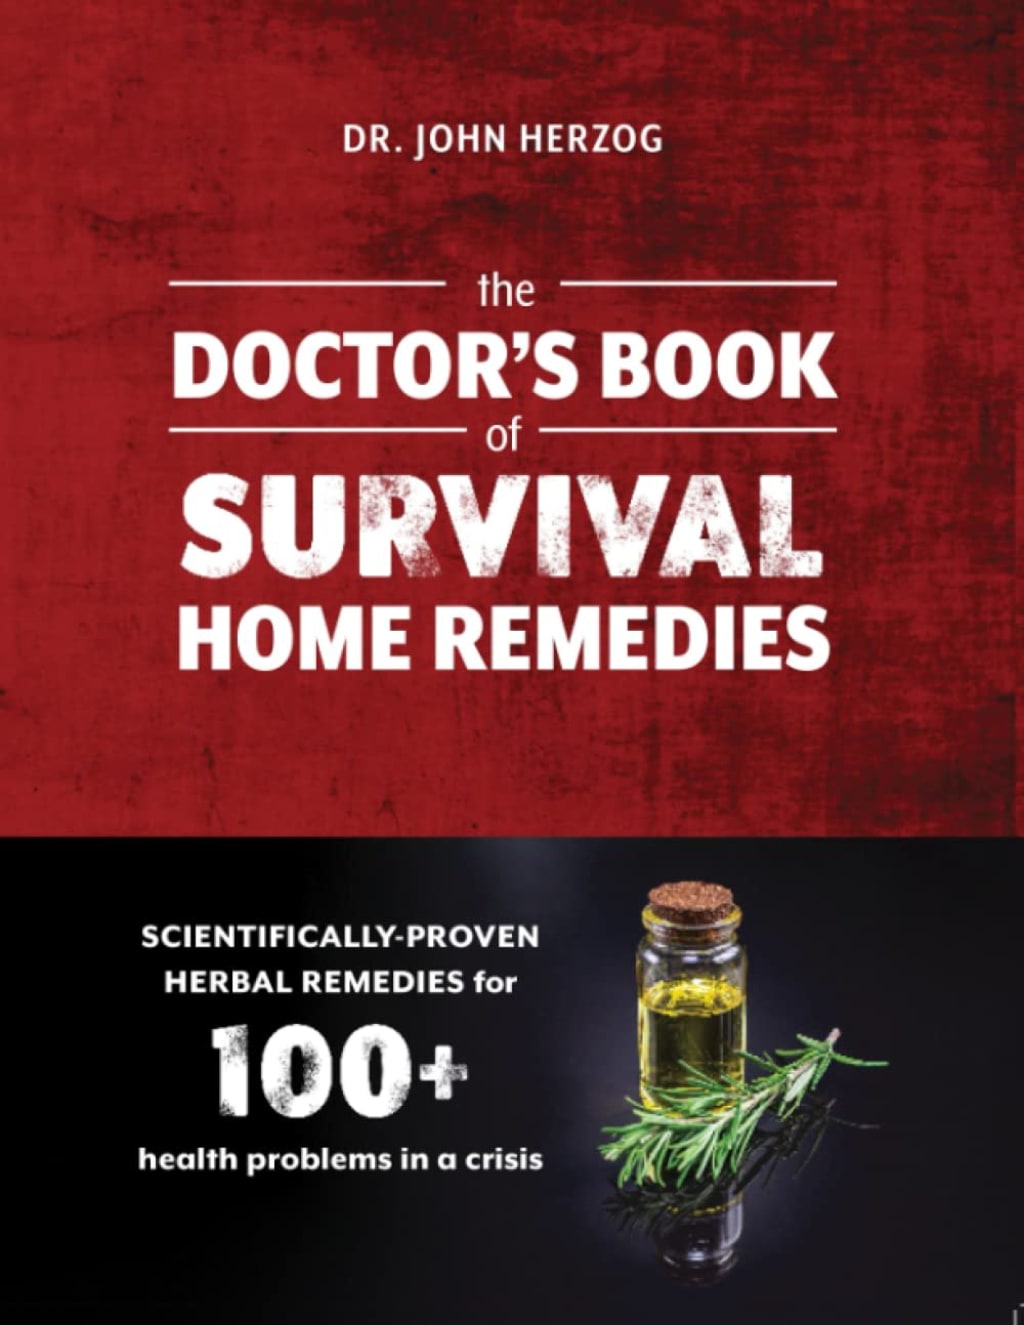 DR. JOHN HERZOG
the
DOCTOR'S BOOK
of
SURVIVAL
HOME REMEDIES
SCIENTIFICALLY-PROVEN
HERBAL REMEDIES for
100+
health problems in a crisis